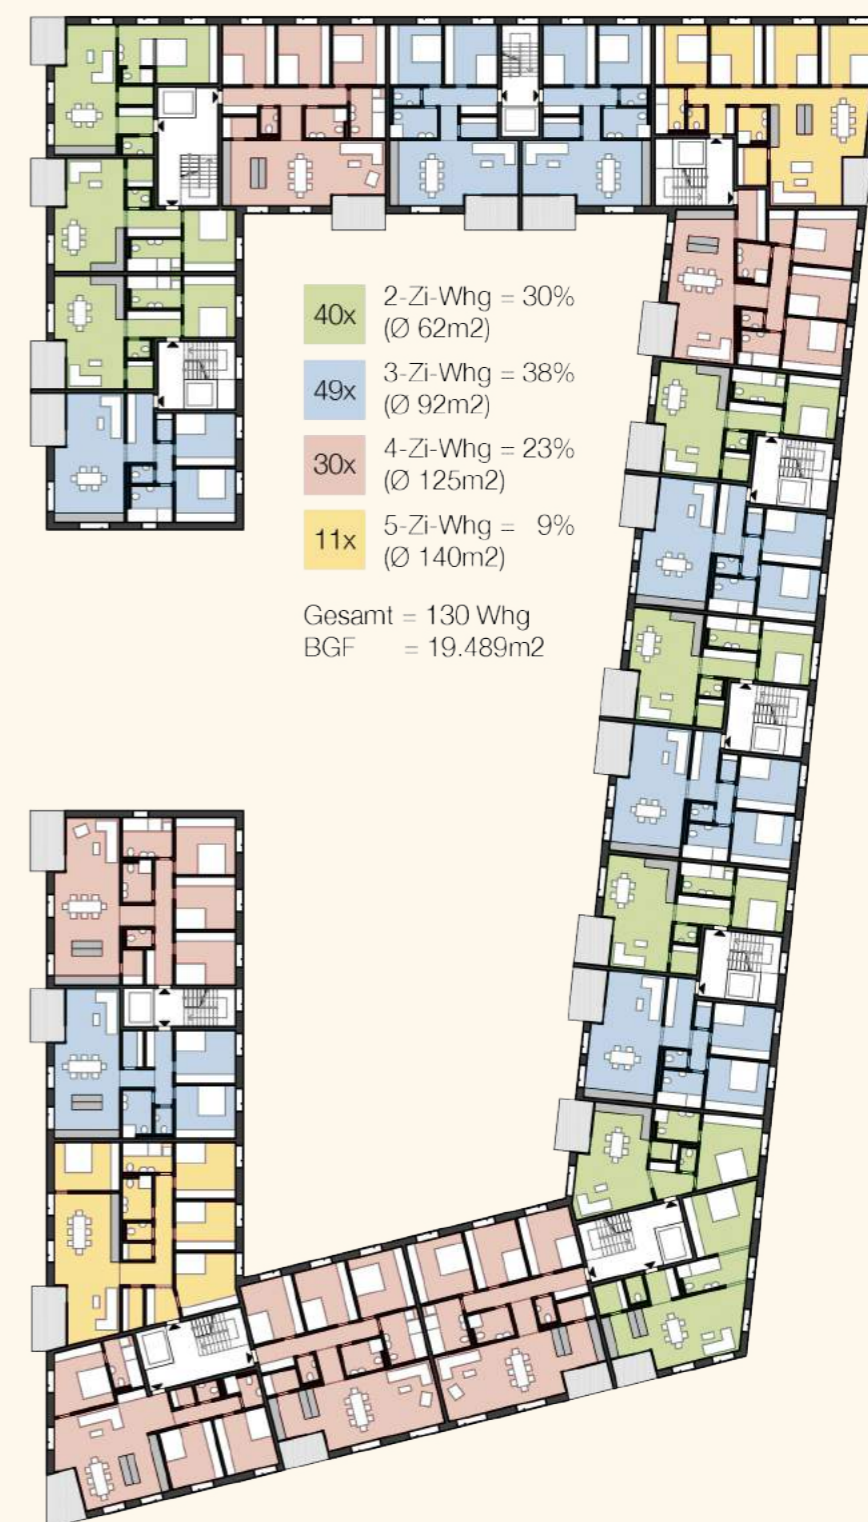 40x 2-Zi-Whg = 30%
(Ø 62m2)
49x 3-Zi-Whg = 38%
(Ø 92m2)
30x 4-Zi-Whg = 23%
(Ø 125m2)
11x 5-Zi-Whg = 9%
(Ø 140m2)
Gesamt = 130 Whg
BGF = 19.489m2